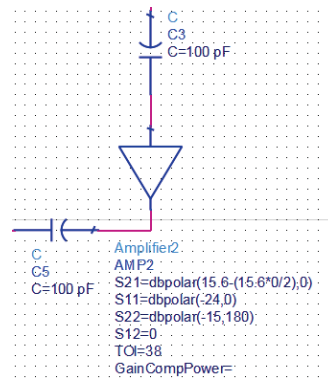 C
C3
C=100 pF
C
C5
C=100 pF
Amplifier2
AMP2
S21=dbpolar(15.6-(15.6*0/2),0)
S11=dbpolar(-24,0)
S22=dbpolar(-15,180)
S12=0
TOI=38
GainCompPower=